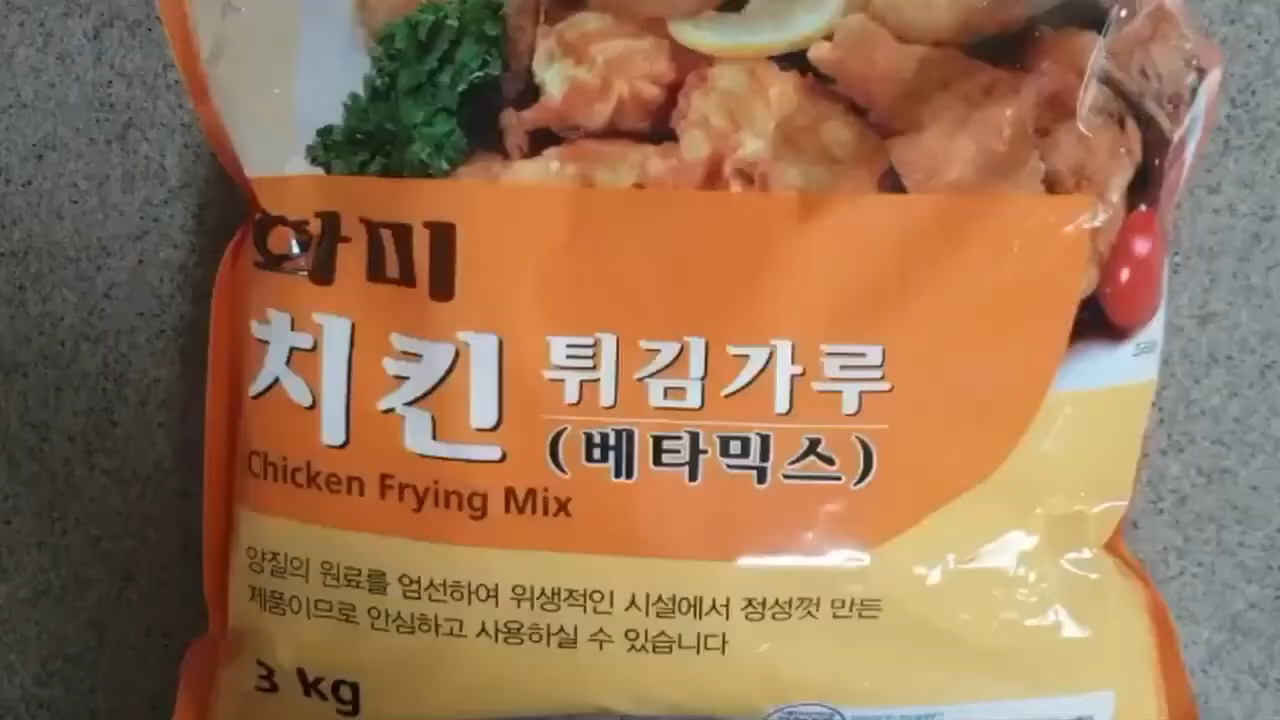 화미
치킨 튀김가루
(베타믹스)
Chicken Frying Mix
양질의 원료를 엄선하여 위생적인 시설에서 정성껏 만든
제품이므로 안심하고 사용하실 수 있습니다
3 kg